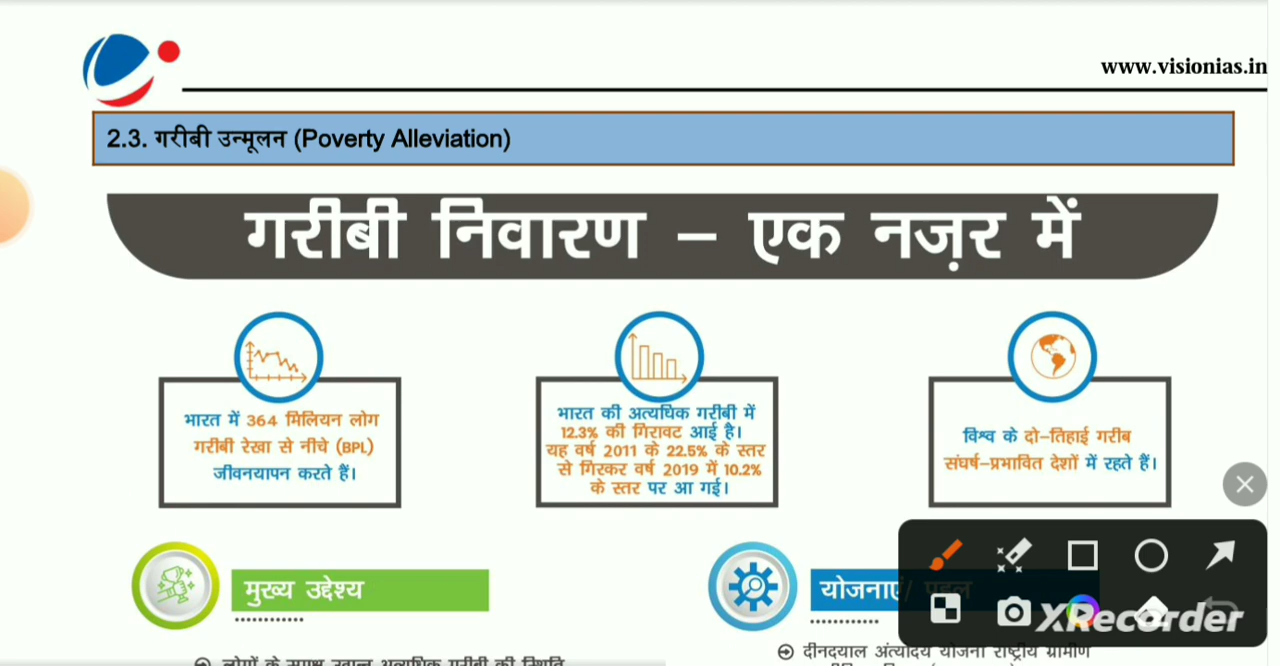 www.visionias.in
2.3. गरीबी उन्मूलन (Poverty Alleviation)
गरीबी निवारण – एक नज़र में
भारत में 364 मिलियन लोग
गरीबी रेखा से नीचे (BPL)
जीवनयापन करते हैं।
भारत की अत्यधिक गरीबी में
12.3% की गिरावट आई है।
यह वर्ष 2011 के 22.5% के स्तर
से गिरकर वर्ष 2019 में 10.2%
के स्तर पर आ गई।
विश्व के दो–तिहाई गरीब
संघर्ष–प्रभावित देशों में रहते हैं।
मुख्य उद्देश्य
योजनाएं/ पहल
XRecorder
दीनदयाल अंत्योदय योजना राष्ट्रीय ग्रामीण